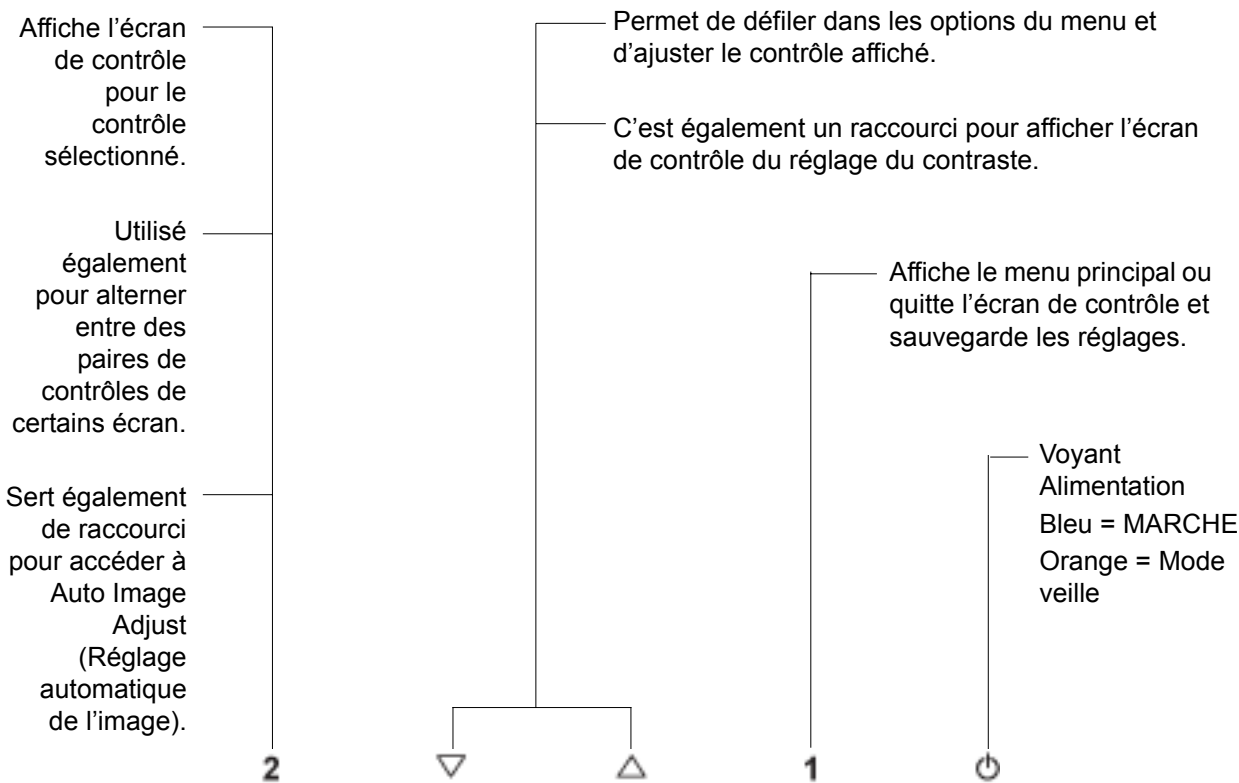 Affiche l’écran
de contrôle
pour le
contrôle
sélectionné.
Utilisé
également
pour alterner
entre des
paires de
contrôles de
certains écran.
Sert également
de raccourci
pour accéder à
Auto Image
Adjust
(Réglage
automatique
de l’image).
Permet de défiler dans les options du menu et
d’ajuster le contrôle affiché.
C’est également un raccourci pour afficher l’écran
de contrôle du réglage du contraste.
Affiche le menu principal ou
quitte l’écran de contrôle et
sauvegarde les réglages.
Voyant
Alimentation
Bleu = MARCHE
Orange = Mode
veille
2 ▽ △ 1 ⏻